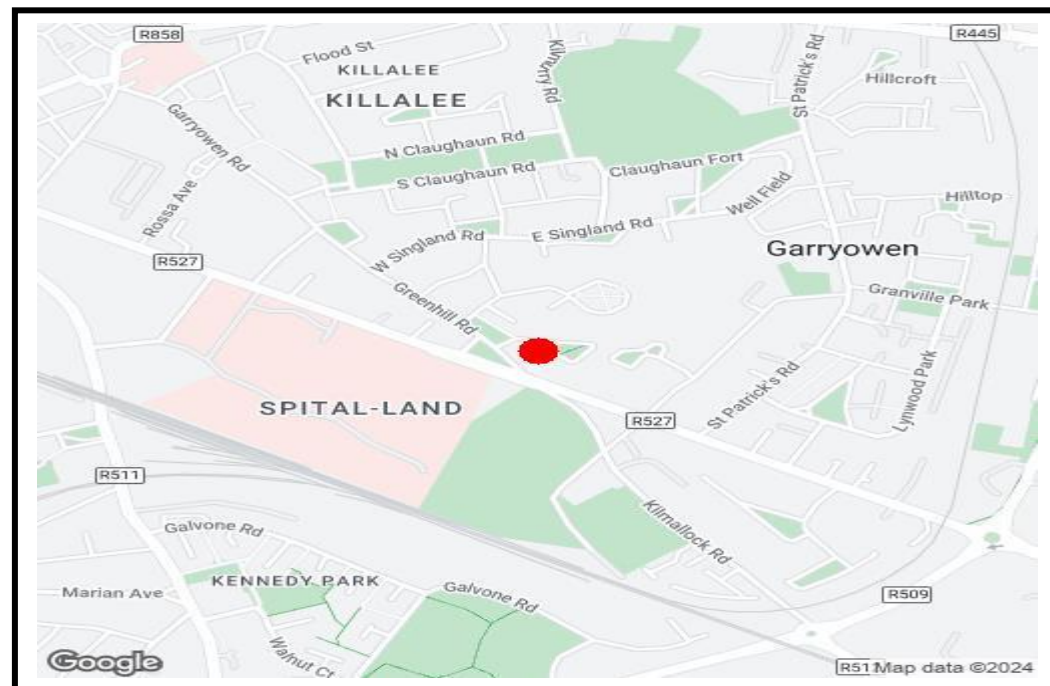 R858
Flood St
Kilmurry Rd
St Patrick's Rd
R445
KILLALEE
Hillcroft
KILLALEE
Garryowen Rd
N Claughaun Rd
S Claughaun Rd
Claughaun Fort
Rossa Ave
Well Field
Hilltop
W Singland Rd
E Singland Rd
Garryowen
R527
Greenhill Rd
Granville Park
SPITAL-LAND
R527
St Patrick's Rd
Lynwood Park
R511
Galvone Rd
Kilmallock Rd
KENNEDY PARK
Marian Ave
Galvone Rd
R509
Walnut Ct
Google
Map data ©2024